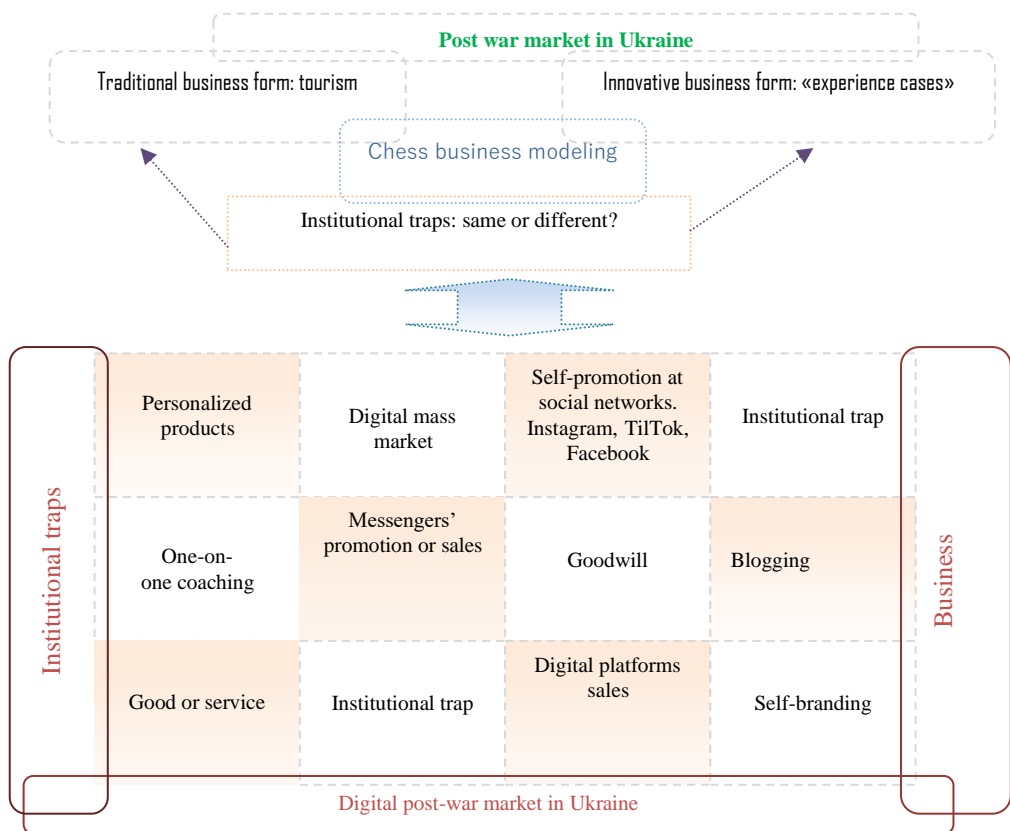 Post war market in Ukraine
Traditional business form: tourism
Innovative business form: «experience cases»
Chess business modeling
Institutional traps: same or different?
Institutional traps
Personalized
products
Digital mass
market
Self-promotion at
social networks.
Instagram, TilTok,
Facebook
Institutional trap
One-on-
one coaching
Messengers’
promotion or sales
Goodwill
Blogging
Good or service
Institutional trap
Digital platforms
sales
Self-branding
Business
Digital post-war market in Ukraine